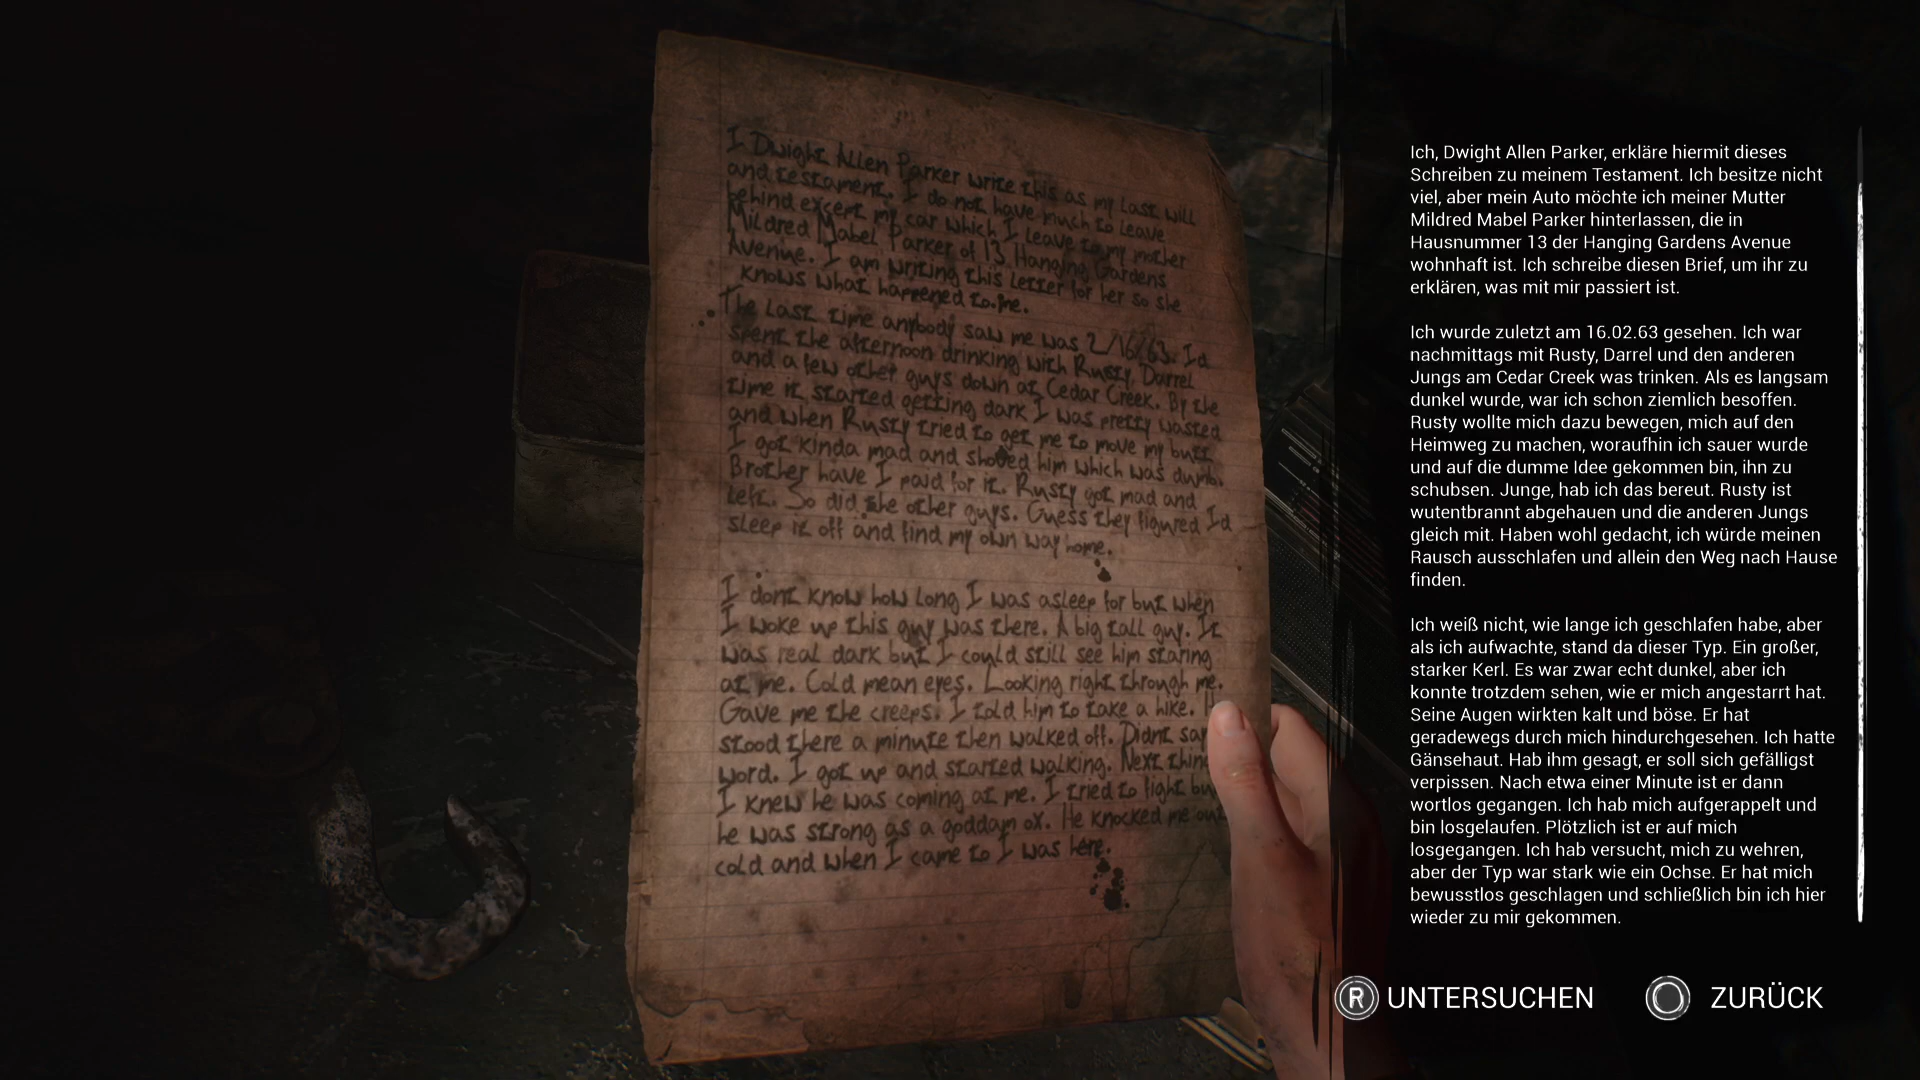 I Dwight Allen Parker write this as my last will
and testament. I do not have much to leave
behind except my car which I leave to my mother
Mildred Mabel Parker of 13 Hanging Gardens
Avenue. I am writing this letter for her so she
knows what happened to me.
The last time anybody saw me was 2/16/63. Id
spent the afternoon drinking with Rusty, Darrel
and a few other guys down at Cedar Creek. By the
time it started getting dark I was pretty wasted
and when Rusty tried to get me to move my butt
I got kinda mad and shoved him which was dumb.
Brother have I paid for it. Rusty got mad and
left. So did the other guys. Guess they figured Id
sleep it off and find my own way home.
I dont know how long I was asleep for but when
I woke up this guy was there. A big tall guy. It
was real dark but I could still see him staring
at me. Cold mean eyes. Looking right through me.
Gave me the creeps. I told him to take a hike.
stood there a minute then walked off. Didnt say
word. I got up and started walking. Next thin
I knew he was coming at me. I tried to fight bu
he was strong as a goddam ox. He knocked me out
cold and when I came to I was here.
Ich, Dwight Allen Parker, erkläre hiermit dieses
Schreiben zu meinem Testament. Ich besitze nicht
viel, aber mein Auto möchte ich meiner Mutter
Mildred Mabel Parker hinterlassen, die in
Hausnummer 13 der Hanging Gardens Avenue
wohnhaft ist. Ich schreibe diesen Brief, um ihr zu
erklären, was mit mir passiert ist.
Ich wurde zuletzt am 16.02.63 gesehen. Ich war
nachmittags mit Rusty, Darrel und den anderen
Jungs am Cedar Creek was trinken. Als es langsam
dunkel wurde, war ich schon ziemlich besoffen.
Rusty wollte mich dazu bewegen, mich auf den
Heimweg zu machen, woraufhin ich sauer wurde
und auf die dumme Idee gekommen bin, ihn zu
schubsen. Junge, hab ich das bereut. Rusty ist
wutentbrannt abgehauen und die anderen Jungs
gleich mit. Haben wohl gedacht, ich würde meinen
Rausch ausschlafen und allein den Weg nach Hause
finden.
Ich weiß nicht, wie lange ich geschlafen habe, aber
als ich aufwachte, stand da dieser Typ. Ein großer,
starker Kerl. Es war zwar echt dunkel, aber ich
konnte trotzdem sehen, wie er mich angestarrt hat.
Seine Augen wirkten kalt und böse. Er hat
geradewegs durch mich hindurchgesehen. Ich hatte
Gänsehaut. Hab ihm gesagt, er soll sich gefälligst
verpissen. Nach etwa einer Minute ist er dann
wortlos gegangen. Ich hab mich aufgerappelt und
bin losgelaufen. Plötzlich ist er auf mich
losgegangen. Ich hab versucht, mich zu wehren,
aber der Typ war stark wie ein Ochse. Er hat mich
bewusstlos geschlagen und schließlich bin ich hier
wieder zu mir gekommen.
R UNTERSUCHEN ZURÜCK